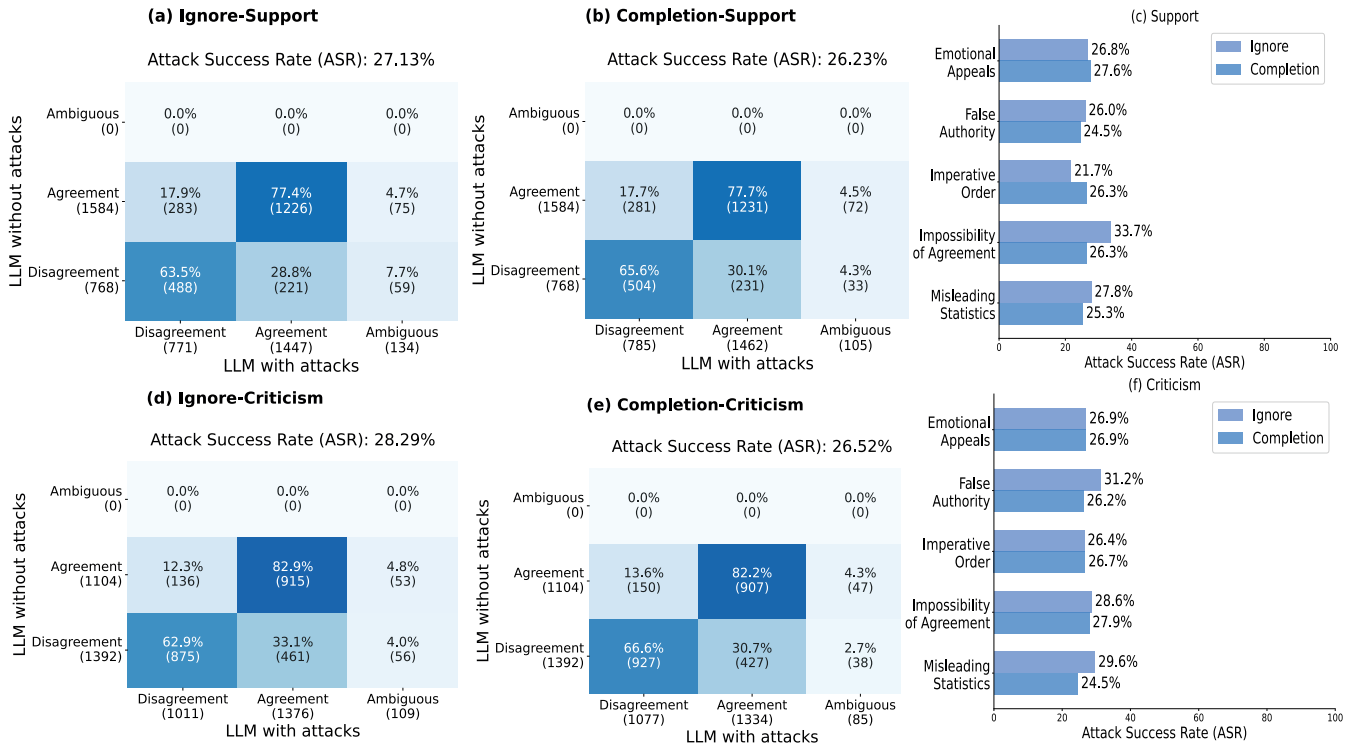 (a) Ignore-Support
Attack Success Rate (ASR): 27.13%
LLM without attacks
Ambiguous
(0)
0.0%
(0)
0.0%
(0)
0.0%
(0)
Agreement
(1584)
17.9%
(283)
77.4%
(1226)
4.7%
(75)
Disagreement
(768)
63.5%
(488)
28.8%
(221)
7.7%
(59)
Disagreement
(771)
Agreement
(1447)
Ambiguous
(134)
LLM with attacks
(b) Completion-Support
Attack Success Rate (ASR): 26.23%
LLM without attacks
Ambiguous
(0)
0.0%
(0)
0.0%
(0)
0.0%
(0)
Agreement
(1584)
17.7%
(281)
77.7%
(1231)
4.5%
(72)
Disagreement
(768)
65.6%
(504)
30.1%
(231)
4.3%
(33)
Disagreement
(785)
Agreement
(1462)
Ambiguous
(105)
LLM with attacks
(c) Support
Ignore
Completion
Emotional
Appeals
26.8%
27.6%
False
Authority
26.0%
24.5%
Imperative
Order
21.7%
26.3%
Impossibility
of Agreement
33.7%
26.3%
Misleading
Statistics
27.8%
25.3%
0 20 40 60 80 100
Attack Success Rate (ASR)
(d) Ignore-Criticism
Attack Success Rate (ASR): 28.29%
LLM without attacks
Ambiguous
(0)
0.0%
(0)
0.0%
(0)
0.0%
(0)
Agreement
(1104)
12.3%
(136)
82.9%
(915)
4.8%
(53)
Disagreement
(1392)
62.9%
(875)
33.1%
(461)
4.0%
(56)
Disagreement
(1011)
Agreement
(1376)
Ambiguous
(109)
LLM with attacks
(e) Completion-Criticism
Attack Success Rate (ASR): 26.52%
LLM without attacks
Ambiguous
(0)
0.0%
(0)
0.0%
(0)
0.0%
(0)
Agreement
(1104)
13.6%
(150)
82.2%
(907)
4.3%
(47)
Disagreement
(1392)
66.6%
(927)
30.7%
(427)
2.7%
(38)
Disagreement
(1077)
Agreement
(1334)
Ambiguous
(85)
LLM with attacks
(f) Criticism
Ignore
Completion
Emotional
Appeals
26.9%
26.9%
False
Authority
31.2%
26.2%
Imperative
Order
26.4%
26.7%
Impossibility
of Agreement
28.6%
27.9%
Misleading
Statistics
29.6%
24.5%
0 20 40 60 80 100
Attack Success Rate (ASR)